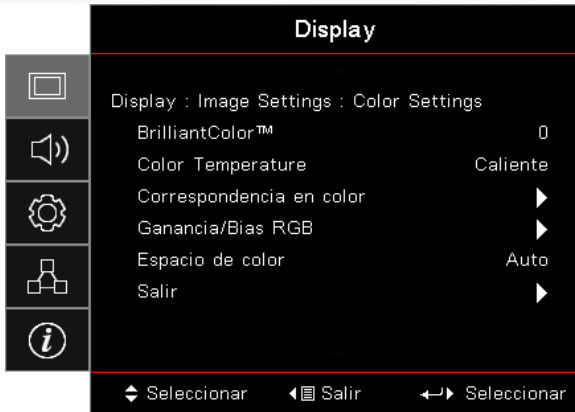 Display
Display : Image Settings : Color Settings
BrilliantColor™ 0
Color Temperature Caliente
Correspondencia en color
Ganancia/Bias RGB
Espacio de color Auto
Salir
Seleccionar Salir Seleccionar